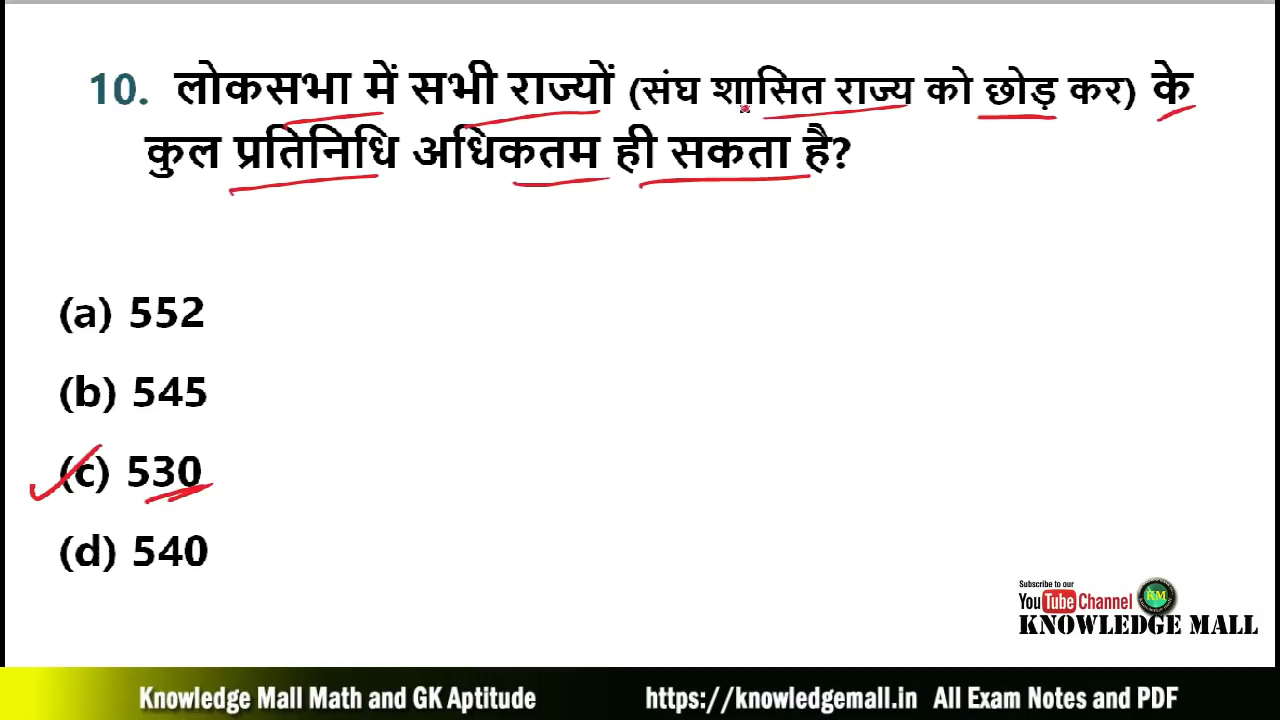 10. लोकसभा में सभी राज्यों (संघ शासित राज्य को छोड़ कर) के
कुल प्रतिनिधि अधिकतम ही सकता है?
(a) 552
(b) 545
(c) 530
(d) 540
Subscribe to our
YouTube Channel
RM
KNOWLEDGE MALL
Knowledge Mall Math and GK Aptitude https://knowledgemall.in All Exam Notes and PDF